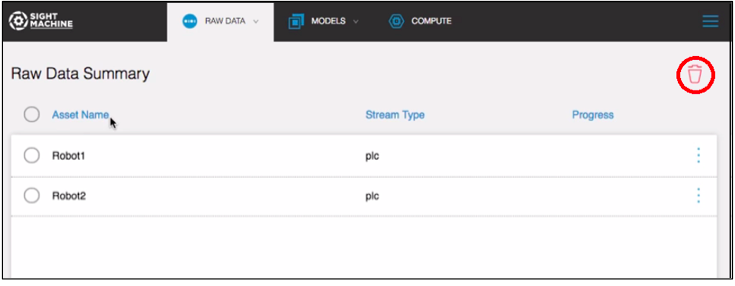 SIGHT
MACHINE
RAW DATA
MODELS
COMPUTE
Raw Data Summary
Asset Name Stream Type Progress
Robot1 plc
Robot2 plc